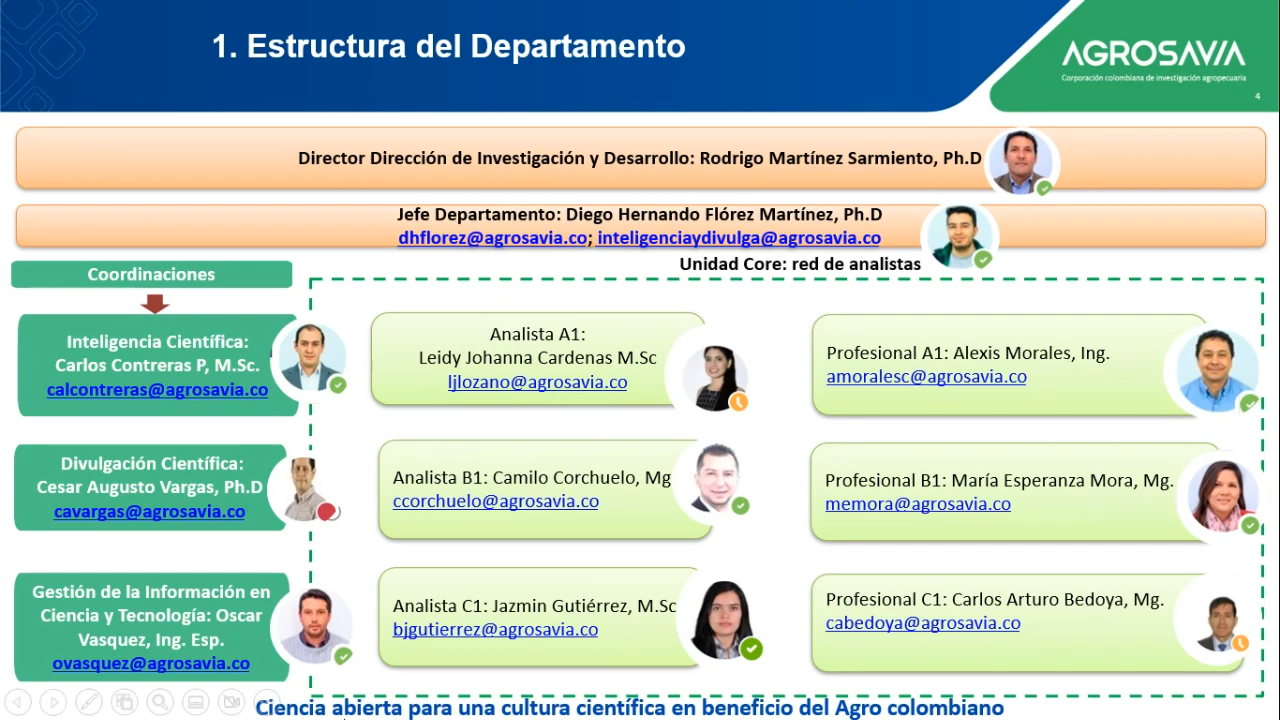 1. Estructura del Departamento
AGROSAVIA
Corporación colombiana de investigación agropecuaria
4
Director Dirección de Investigación y Desarrollo: Rodrigo Martínez Sarmiento, Ph.D
Jefe Departamento: Diego Hernando Flórez Martínez, Ph.D
dhflorez@agrosavia.co; inteligenciaydivulga@agrosavia.co
Unidad Core: red de analistas
Coordinaciones
Inteligencia Científica:
Carlos Contreras P, M.Sc.
calcontreras@agrosavia.co
Divulgación Científica:
Cesar Augusto Vargas, Ph.D
cavargas@agrosavia.co
Gestión de la Información en
Ciencia y Tecnología: Oscar
Vasquez, Ing. Esp.
ovasquez@agrosavia.co
Analista A1:
Leidy Johanna Cardenas M.Sc
ljlozano@agrosavia.co
Profesional A1: Alexis Morales, Ing.
amoralesc@agrosavia.co
Analista B1: Camilo Corchuelo, Mg
ccorchuelo@agrosavia.co
Profesional B1: María Esperanza Mora, Mg.
memora@agrosavia.co
Analista C1: Jazmin Gutiérrez, M.Sc
bjgutierrez@agrosavia.co
Profesional C1: Carlos Arturo Bedoya, Mg.
cabedoya@agrosavia.co
Ciencia abierta para una cultura científica en beneficio del Agro colombiano